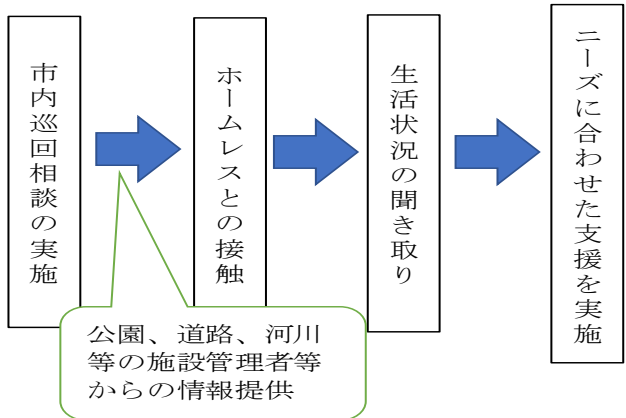 市内巡回相談の実施
ホームレスとの接触
生活状況の聞き取り
ニーズに合わせた支援を実施
公園、道路、河川
等の施設管理者等
からの情報提供